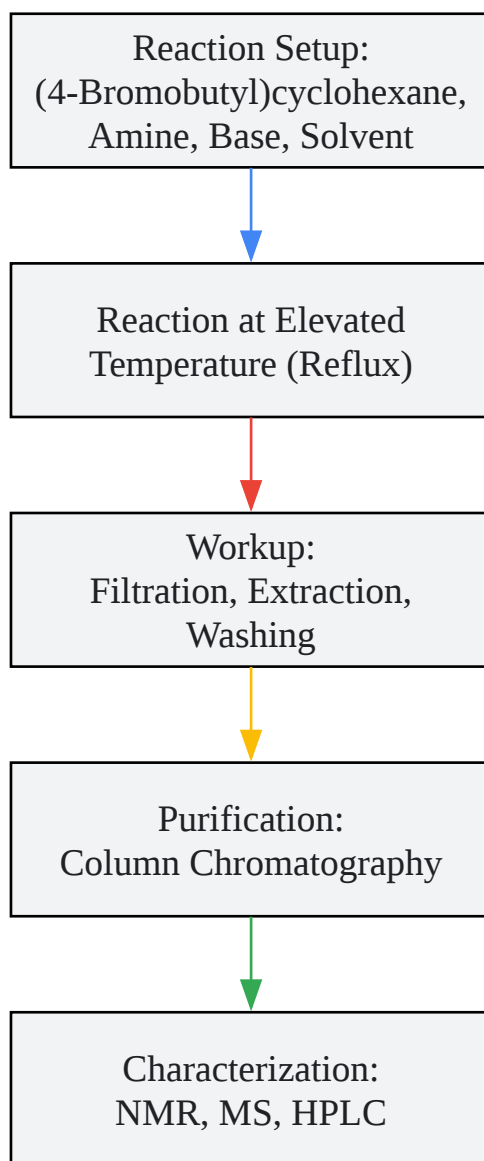 Reaction Setup:
(4-Bromobutyl)cyclohexane,
Amine, Base, Solvent
Reaction at Elevated
Temperature (Reflux)
Workup:
Filtration, Extraction,
Washing
Purification:
Column Chromatography
Characterization:
NMR, MS, HPLC